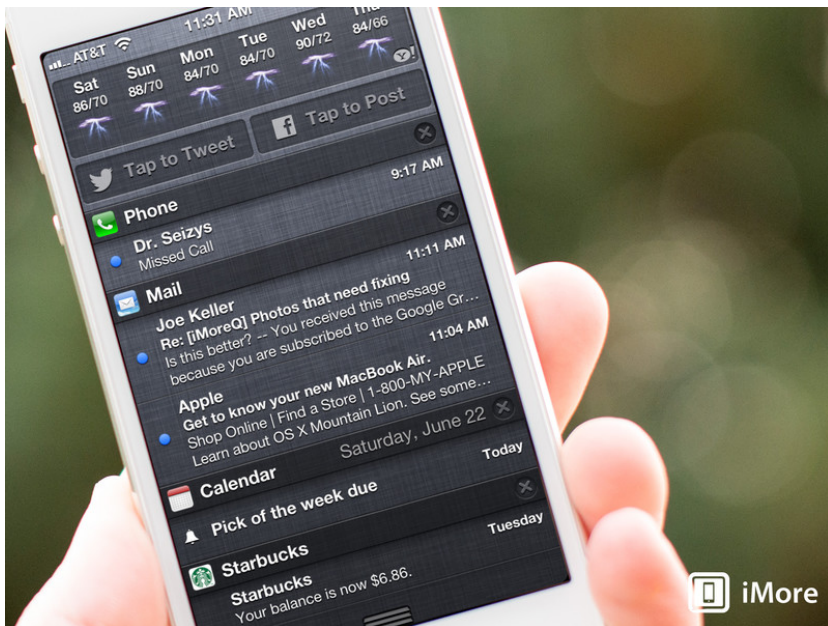 AT&T 11:31 AM
Sat Sun Mon Tue Wed Thu
86/70 88/70 84/70 84/70 90/72 84/66
Y!
Tap to Tweet f Tap to Post
Phone
Dr. Seizys 9:17 AM
Missed Call
Mail
Joe Keller 11:11 AM
Re: [iMoreQ] Photos that need fixing
Is this better? -- You received this message
because you are subscribed to the Google Gr...
Apple 11:04 AM
Get to know your new MacBook Air.
Shop Online | Find a Store | 1-800-MY-APPLE
Learn about OS X Mountain Lion. See some...
Calendar Saturday, June 22
Pick of the week due Today
Starbucks
Starbucks Tuesday
Your balance is now $6.86.
iMore